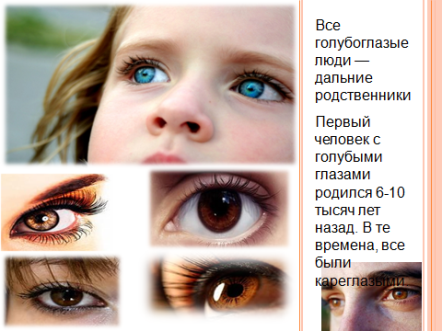 Все
голубоглазые
люди —
дальние
родственники
Первый
человек с
голубыми
глазами
родился 6-10
тысяч лет
назад. В те
времена, все
были
кареглазыми